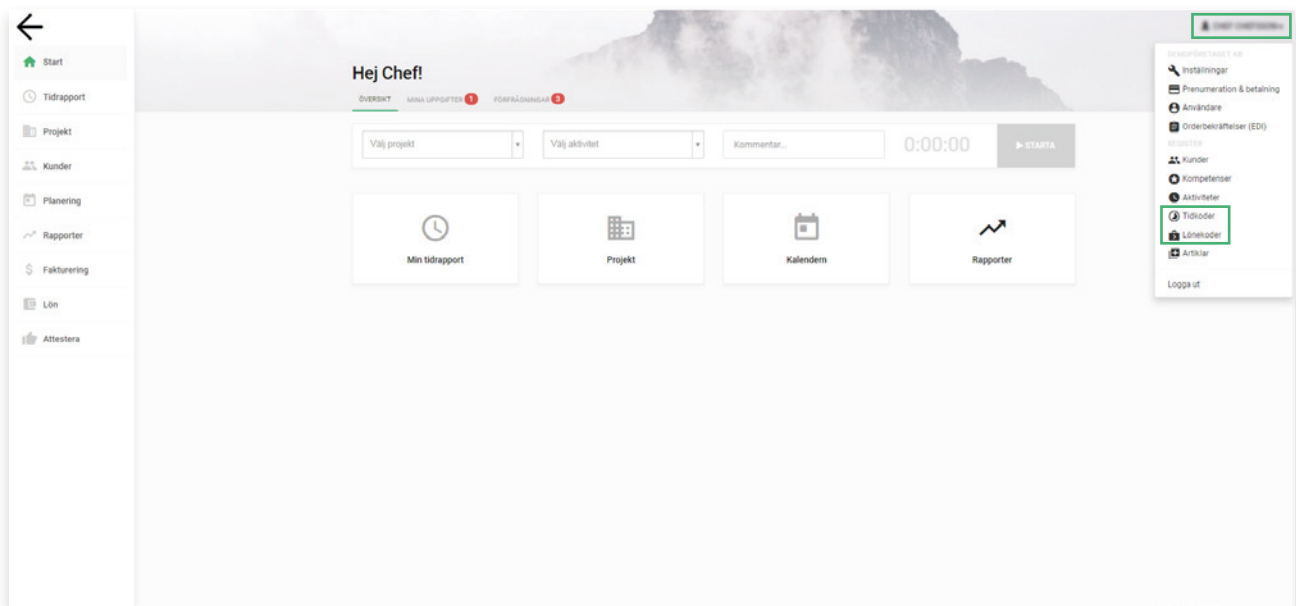 Start
Tidrapport
Projekt
Kunder
Planering
Rapporter
Fakturering
Lön
Attestera
Hej Chef!
ÖVERSIKT MINA UPPGIFTER 1 FÖRFRÅGNINGAR 3
Välj projekt Välj aktivitet Kommentar... 0:00:00 STARTA
Min tidrapport Projekt Kalendern Rapporter
DEMOFÖRETAGET AB
Inställningar
Prenumeration & betalning
Användare
Orderbekräftelser (EDI)
REGISTER
Kunder
Kompetenser
Aktiviteter
Tidkoder
Lönekoder
Artiklar
Logga ut